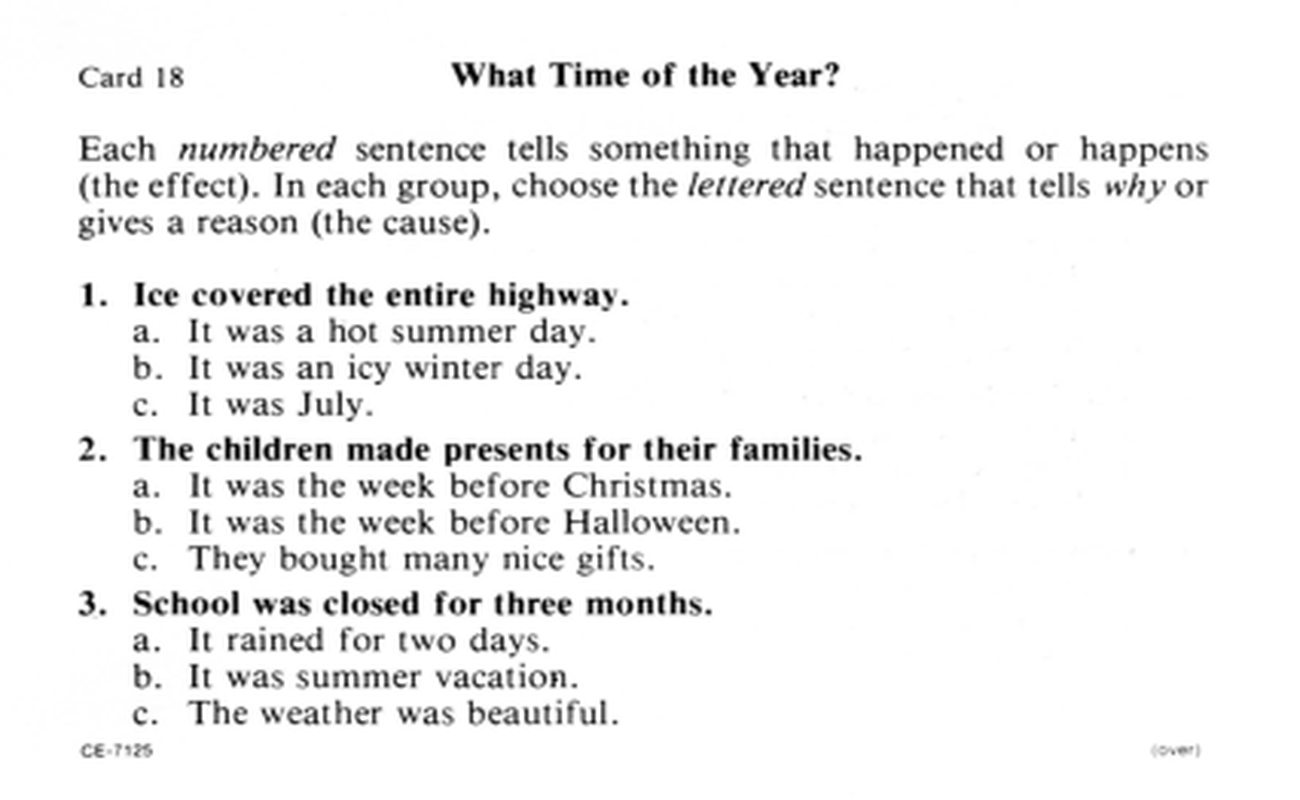 Card 18
What Time of the Year?
Each numbered sentence tells something that happened or happens
(the effect). In each group, choose the lettered sentence that tells why or
gives a reason (the cause).
1. Ice covered the entire highway.
a. It was a hot summer day.
b. It was an icy winter day.
c. It was July.
2. The children made presents for their families.
a. It was the week before Christmas.
b. It was the week before Halloween.
c. They bought many nice gifts.
3. School was closed for three months.
a. It rained for two days.
b. It was summer vacation.
c. The weather was beautiful.
CE-7125
(over)